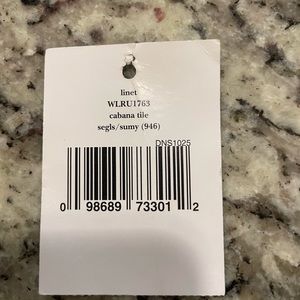 linet
WLRU1763
cabana tile
segls/sumy (946)
DNS1025
0 98689 73301 2